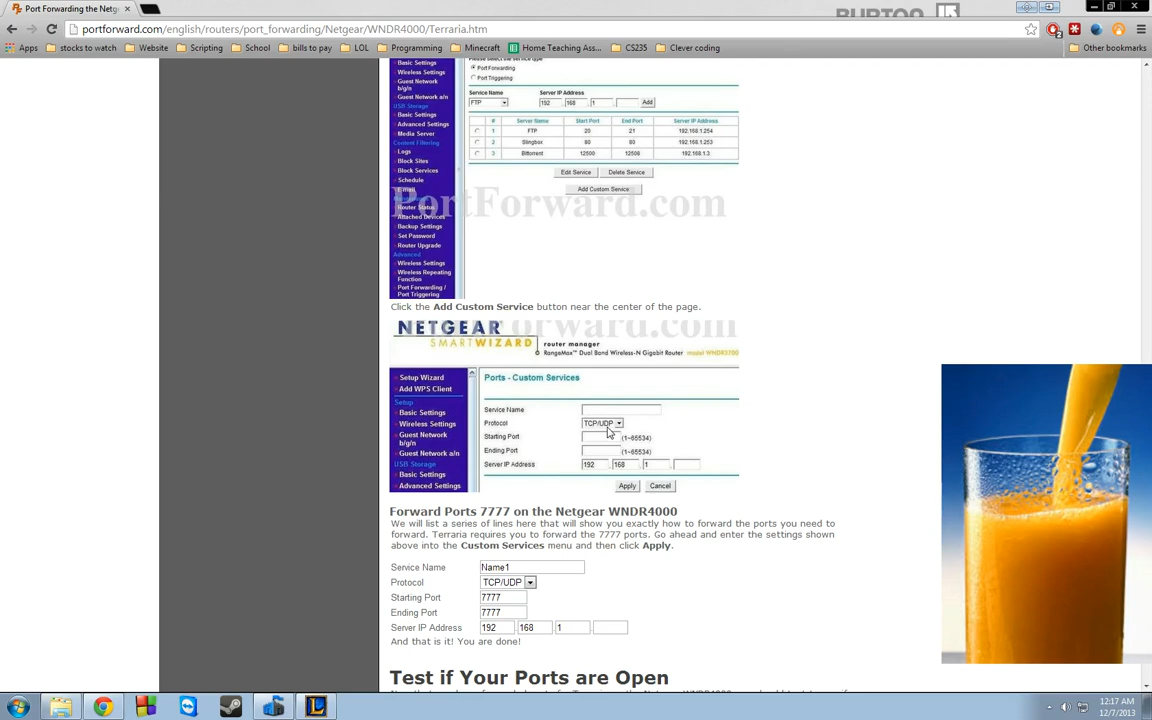 Port Forwarding the Netg
BURTON
portforward.com/english/routers/port_forwarding/Netgear/WNDR4000/Terraria.htm
Apps stocks to watch Website Scripting School bills to pay LOL Programming Minecraft Home Teaching Ass... CS235 Clever coding Other bookmarks
Please select the service type
Basic Settings
Port Forwarding
Wireless Settings
Port Triggering
Guest Network b/g/n
Guest Network a/n
Service Name Server IP Address
FTP 192 168 1 Add
USB Storage
Basic Settings
Advanced Settings
Media Server
Content Filtering
Logs
Block Sites
Block Services
Schedule
E-mail
# Server Name Start Port End Port Server IP Address
1 FTP 20 21 192.168.1.254
2 Slingbox 80 80 192.168.1.253
3 Bittorrent 12500 12508 192.168.1.3
Edit Service Delete Service
Add Custom Service
PortForward.com
Router Status
Attached Devices
Backup Settings
Set Password
Router Upgrade
Advanced
Wireless Settings
Wireless Repeating Function
Port Forwarding / Port Triggering
Click the Add Custom Service button near the center of the page.
NETGEAR
SMARTWIZARD router manager
RangeMax™ Dual Band Wireless-N Gigabit Router model WNDR3700
Setup Wizard
Add WPS Client
Setup
Basic Settings
Wireless Settings
Guest Network b/g/n
Guest Network a/n
USB Storage
Basic Settings
Advanced Settings
Ports - Custom Services
Service Name
Protocol TCP/UDP
Starting Port (1~65534)
Ending Port (1~65534)
Server IP Address 192 . 168 . 1 .
Apply Cancel
Forward Ports 7777 on the Netgear WNDR4000
We will list a series of lines here that will show you exactly how to forward the ports you need to
forward. Terraria requires you to forward the 7777 ports. Go ahead and enter the settings shown
above into the Custom Services menu and then click Apply.
Service Name Name1
Protocol TCP/UDP
Starting Port 7777
Ending Port 7777
Server IP Address 192 . 168 . 1 .
And that is it! You are done!
Test if Your Ports are Open
12:17 AM
12/7/2013